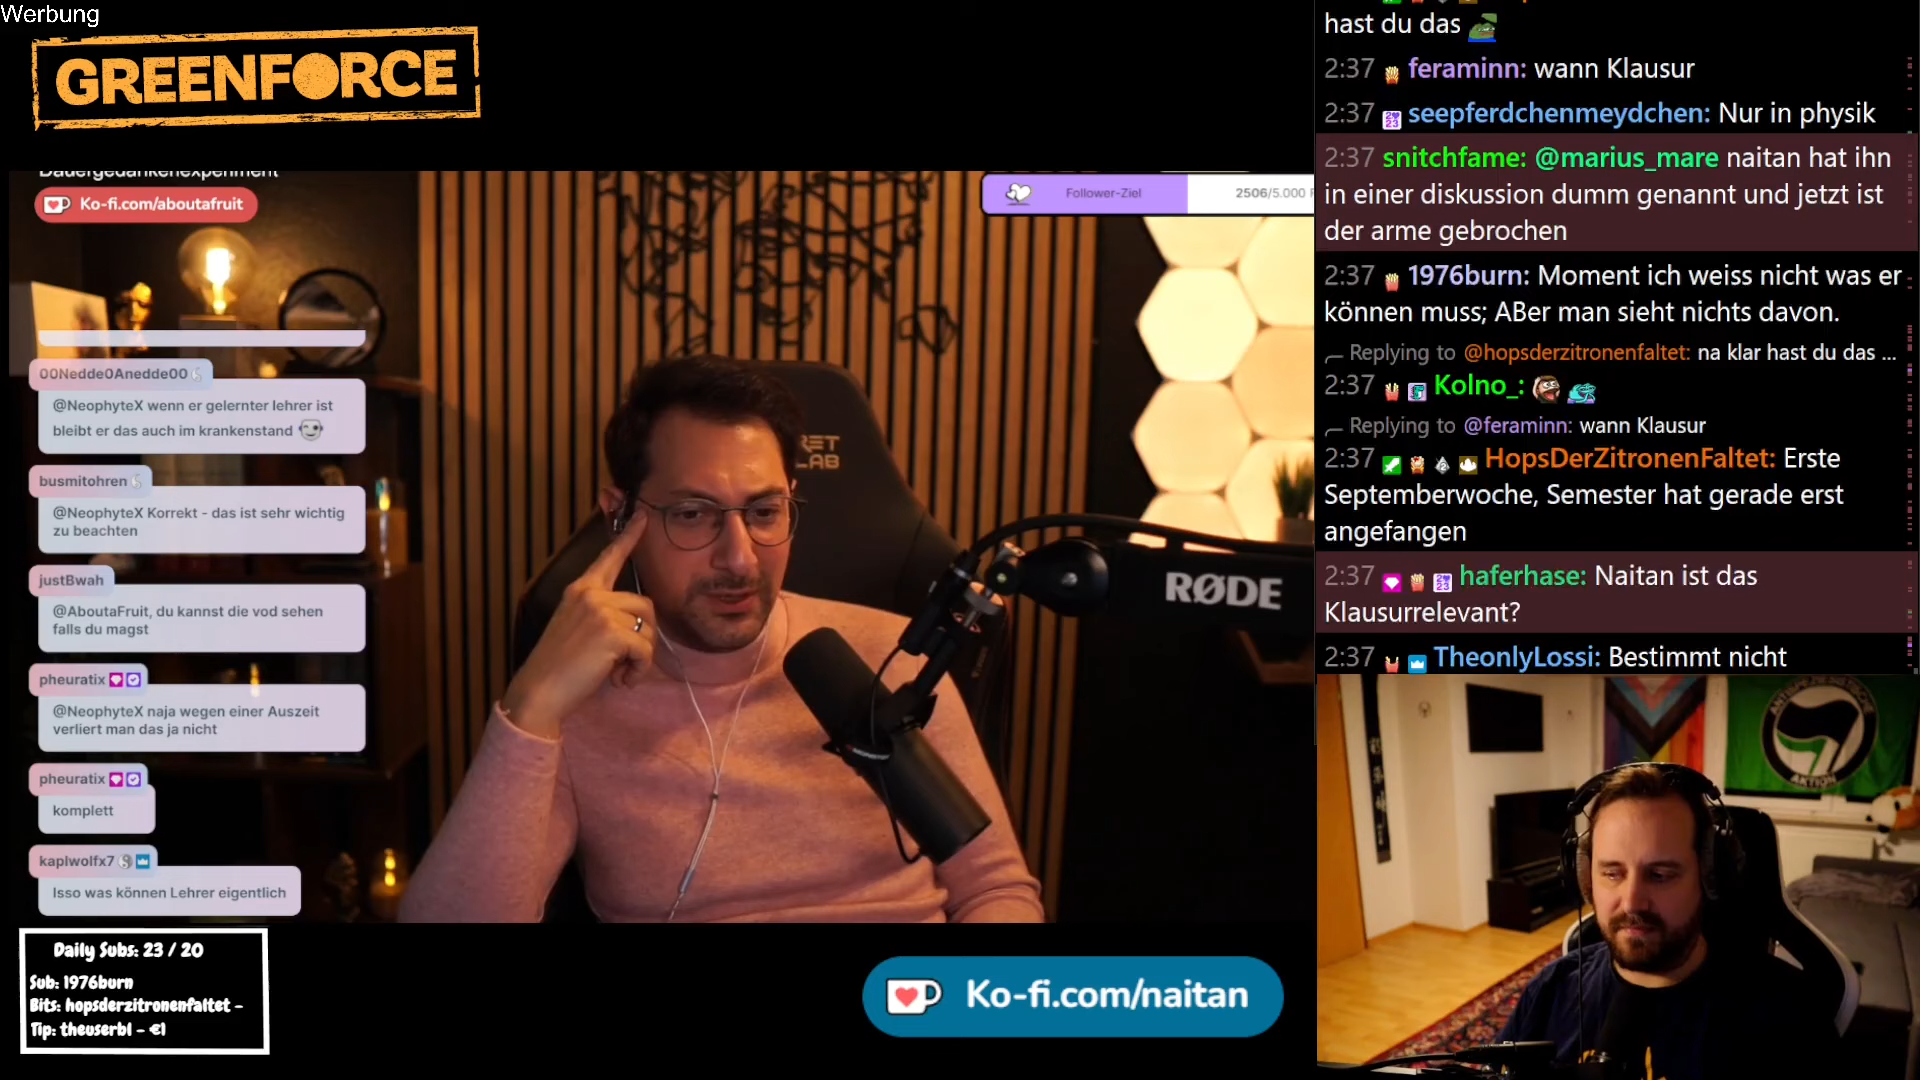 Werbung
GREENFORCE
Dauergedankenexperiment
Ko-fi.com/aboutafruit
Follower-Ziel
2506/5.000
00Nedde0Anedde00
@NeophyteX wenn er gelernter lehrer ist
bleibt er das auch im krankenstand
busmitohren
@NeophyteX Korrekt - das ist sehr wichtig
zu beachten
justBwah
@AboutaFruit, du kannst die vod sehen
falls du magst
pheuratix
@NeophyteX naja wegen einer Auszeit
verliert man das ja nicht
pheuratix
komplett
kaplwolfx7
Isso was können Lehrer eigentlich
RET
LAB
RØDE
Daily Subs: 23 / 20
Sub: 1976burn
Bits: hopsderzitronenfaltet -
Tip: theuserbl - €1
Ko-fi.com/naitan
hast du das
2:37 feraminn: wann Klausur
2:37 seepferdchenmeydchen: Nur in physik
2:37 snitchfame: @marius_mare naitan hat ihn
in einer diskussion dumm genannt und jetzt ist
der arme gebrochen
2:37 1976burn: Moment ich weiss nicht was er
können muss; ABer man sieht nichts davon.
Replying to @hopsderzitronenfaltet: na klar hast du das ...
2:37 Kolno_:
Replying to @feraminn: wann Klausur
2:37 HopsDerZitronenFaltet: Erste
Septemberwoche, Semester hat gerade erst
angefangen
2:37 haferhase: Naitan ist das
Klausurrelevant?
2:37 TheonlyLossi: Bestimmt nicht
AKTION